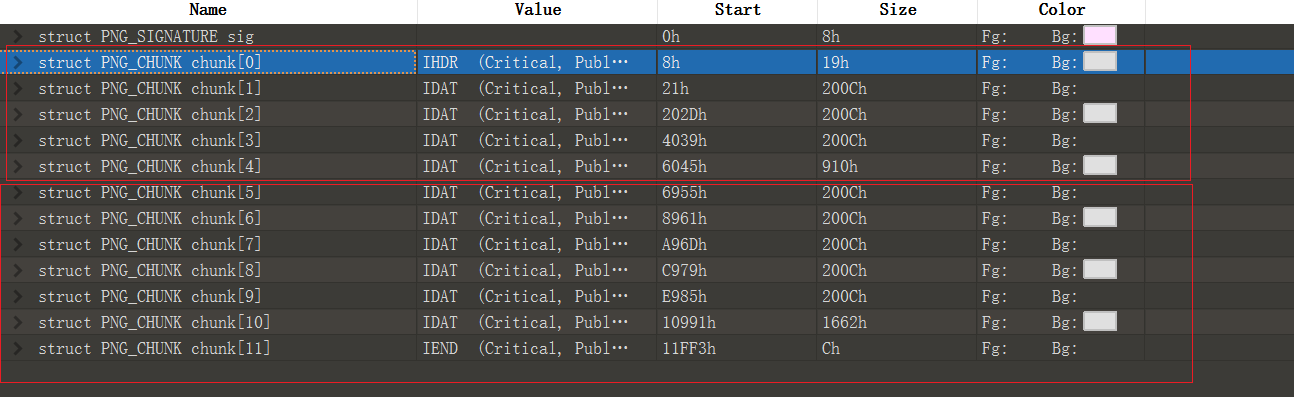 Name Value Start Size Color
struct PNG_SIGNATURE sig 0h 8h Fg: Bg:
struct PNG_CHUNK chunk[0] IHDR (Critical, Publ⋯ 8h 19h Fg: Bg:
struct PNG_CHUNK chunk[1] IDAT (Critical, Publ⋯ 21h 200Ch Fg: Bg:
struct PNG_CHUNK chunk[2] IDAT (Critical, Publ⋯ 202Dh 200Ch Fg: Bg:
struct PNG_CHUNK chunk[3] IDAT (Critical, Publ⋯ 4039h 200Ch Fg: Bg:
struct PNG_CHUNK chunk[4] IDAT (Critical, Publ⋯ 6045h 910h Fg: Bg:
struct PNG_CHUNK chunk[5] IDAT (Critical, Publ⋯ 6955h 200Ch Fg: Bg:
struct PNG_CHUNK chunk[6] IDAT (Critical, Publ⋯ 8961h 200Ch Fg: Bg:
struct PNG_CHUNK chunk[7] IDAT (Critical, Publ⋯ A96Dh 200Ch Fg: Bg:
struct PNG_CHUNK chunk[8] IDAT (Critical, Publ⋯ C979h 200Ch Fg: Bg:
struct PNG_CHUNK chunk[9] IDAT (Critical, Publ⋯ E985h 200Ch Fg: Bg:
struct PNG_CHUNK chunk[10] IDAT (Critical, Publ⋯ 10991h 1662h Fg: Bg:
struct PNG_CHUNK chunk[11] IEND (Critical, Publ⋯ 11FF3h Ch Fg: Bg: